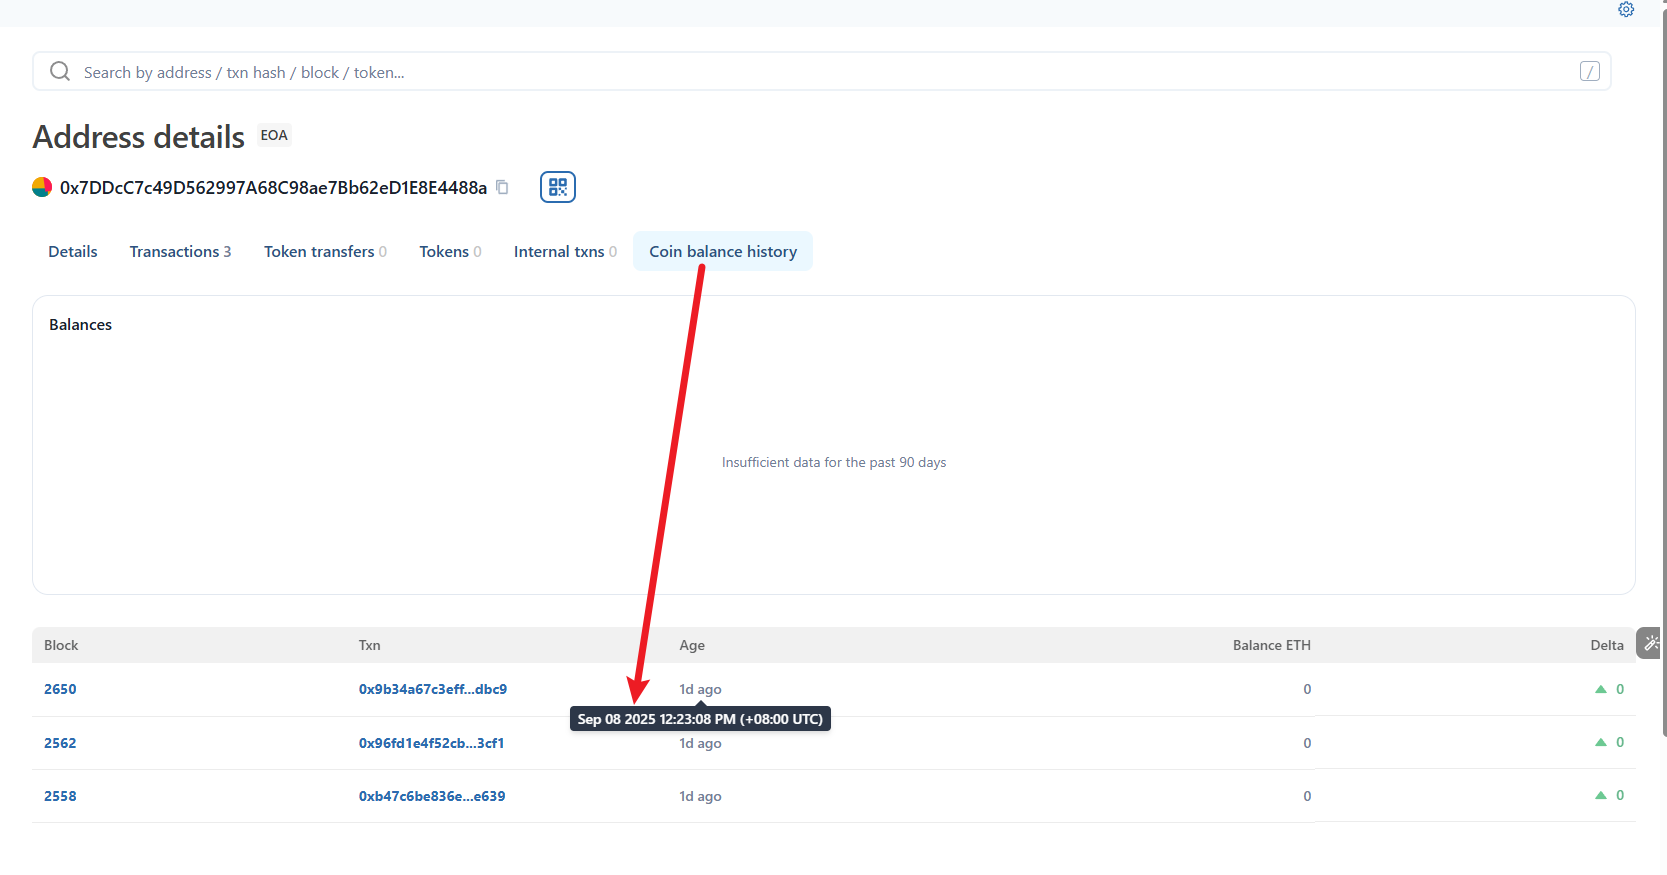 Search by address / txn hash / block / token... /
Address details EOA
0x7DDcC7c49D562997A68C98ae7Bb62eD1E8E4488a
Details Transactions 3 Token transfers 0 Tokens 0 Internal txns 0 Coin balance history
Balances
Insufficient data for the past 90 days
Block Txn Age Balance ETH Delta
2650 0x9b34a67c3eff...dbc9 1d ago 0 0
Sep 08 2025 12:23:08 PM (+08:00 UTC)
2562 0x96fd1e4f52cb...3cf1 1d ago 0 0
2558 0xb47c6be836e...e639 1d ago 0 0